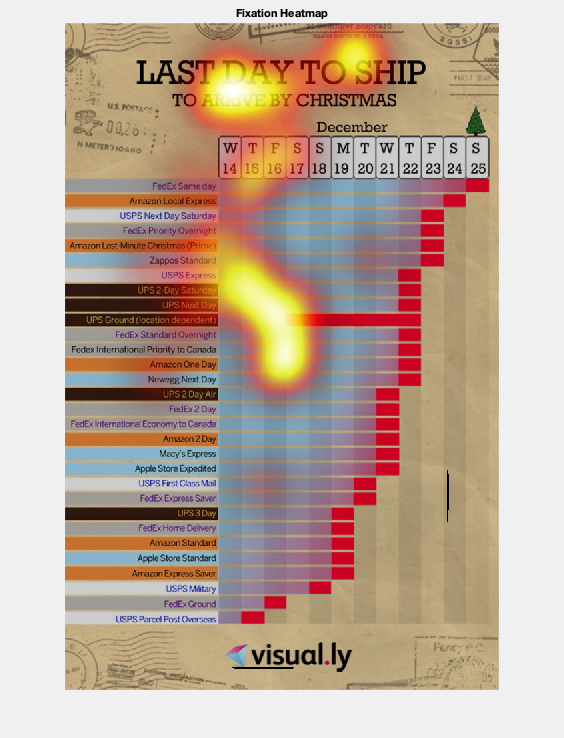 Fixation Heatmap
LAST DAY TO SHIP
TO ARRIVE BY CHRISTMAS
U.S. POSTAGE
FIRST DAY
N METER
December
W T F S S M T W T F S S
14 15 16 17 18 19 20 21 22 23 24 25
FedEx Same day
Amazon Local Express
USPS Next Day Saturday
FedEx Priority Overnight
Amazon Last-Minute Christmas (Prime)
Zappos Standard
USPS Express
UPS 2-Day Saturday
UPS Next Day
UPS Ground (location dependent)
FedEx Standard Overnight
Fedex International Priority to Canada
Amazon One Day
Newegg Next Day
UPS 2 Day Air
FedEx 2 Day
FedEx International Economy to Canada
Amazon 2 Day
Macy's Express
Apple Store Expedited
USPS First Class Mail
FedEx Express Saver
UPS 3 Day
FedEx Home Delivery
Amazon Standard
Apple Store Standard
Amazon Express Saver
USPS Military
FedEx Ground
USPS Parcel Post Overseas
visual.ly